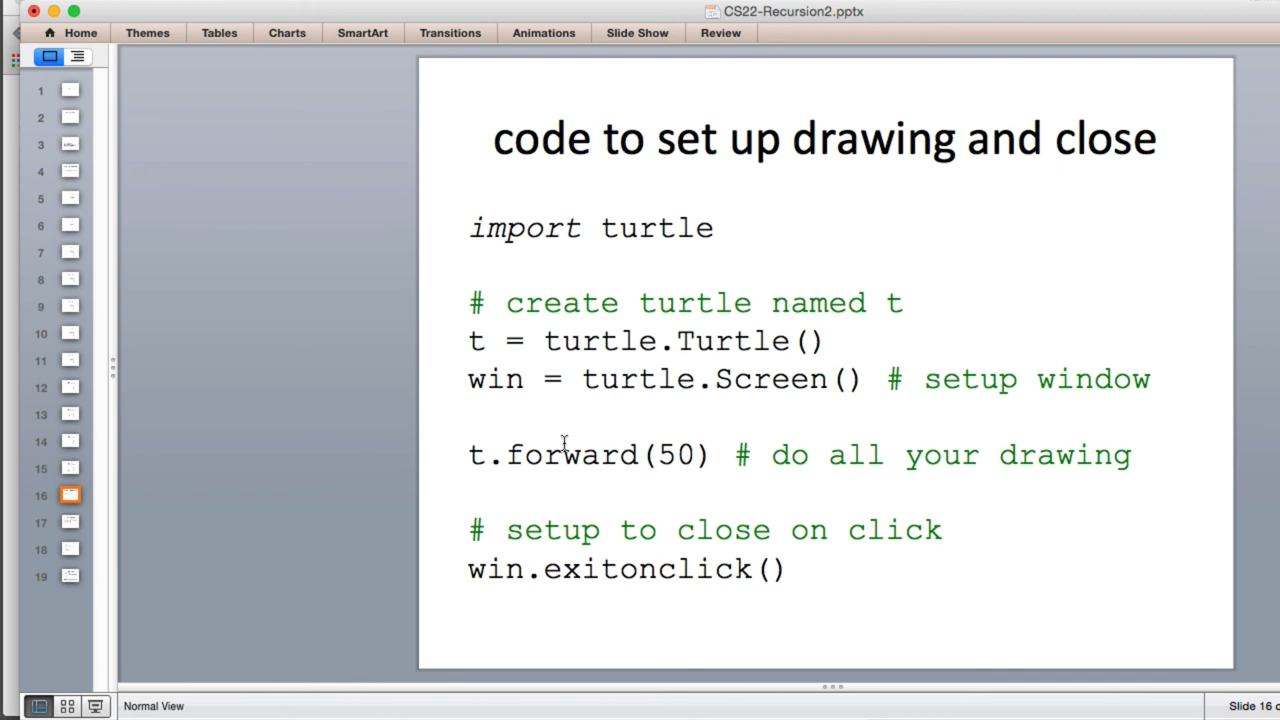 CS22-Recursion2.pptx
Home Themes Tables Charts SmartArt Transitions Animations Slide Show Review
1
2
3
4
5
6
7
8
9
10
11
12
13
14
15
16
17
18
19
code to set up drawing and close
import turtle
# create turtle named t
t = turtle.Turtle()
win = turtle.Screen() # setup window
t.forward(50) # do all your drawing
# setup to close on click
win.exitonclick()
Normal View
Slide 16 o